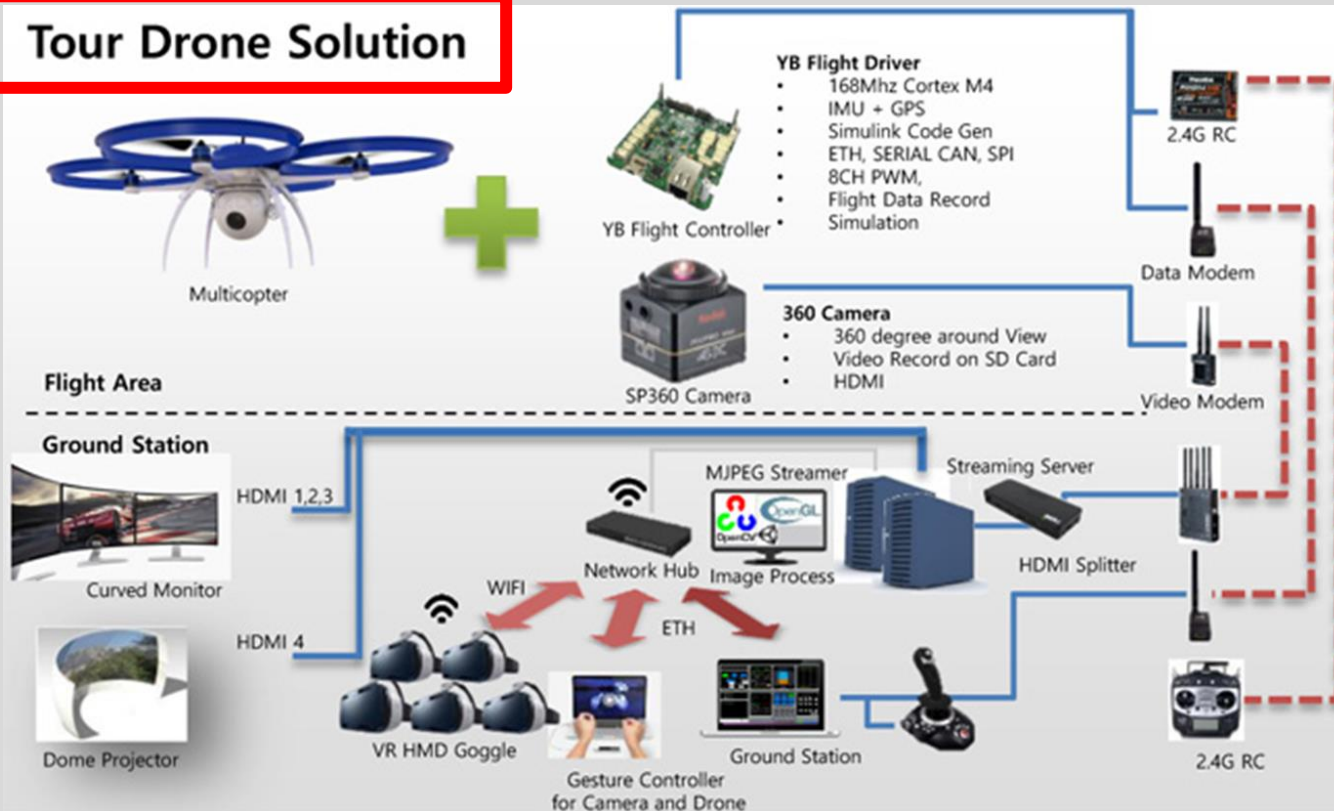 Tour Drone Solution
YB Flight Driver
• 168Mhz Cortex M4
• IMU + GPS
• Simulink Code Gen
• ETH, SERIAL CAN, SPI
• 8CH PWM,
• Flight Data Record
• Simulation
2.4G RC
YB Flight Controller
Data Modem
Multicopter
360 Camera
• 360 degree around View
• Video Record on SD Card
• HDMI
4K
SP360 Camera
Video Modem
Flight Area
Ground Station
HDMI 1,2,3
MJPEG Streamer
Streaming Server
OpenGL
OpenCV
Network Hub
Image Process
HDMI Splitter
Curved Monitor
WIFI
ETH
HDMI 4
VR HMD Goggle
Ground Station
Dome Projector
Gesture Controller
for Camera and Drone
2.4G RC